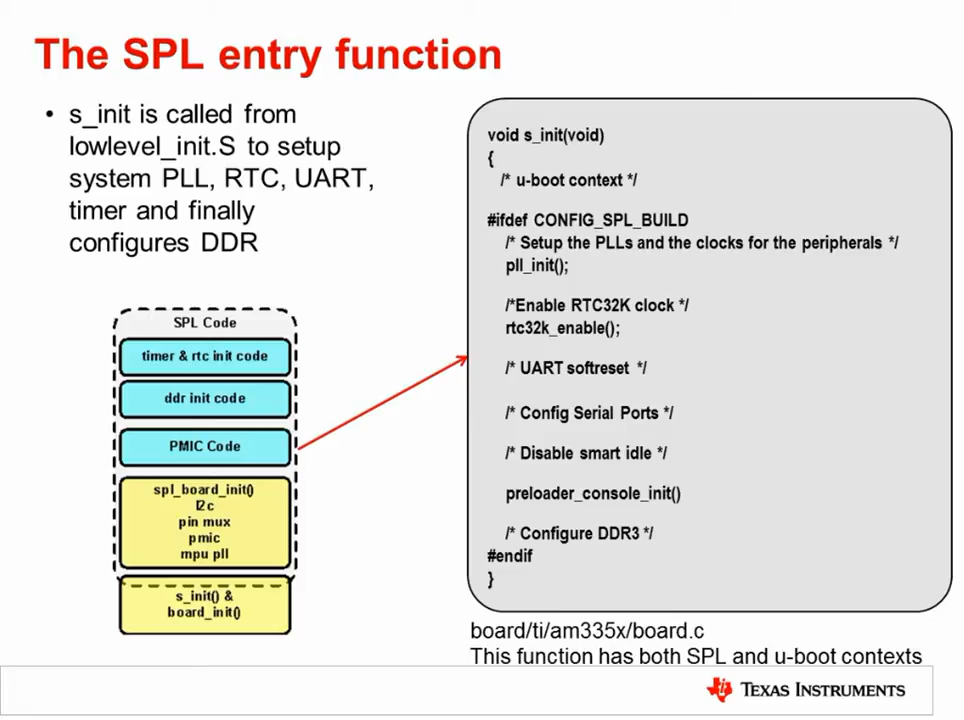 The SPL entry function
• s_init is called from
lowlevel_init.S to setup
system PLL, RTC, UART,
timer and finally
configures DDR
SPL Code
timer & rtc init code
ddr init code
PMIC Code
spl_board_init()
I2c
pin mux
pmic
mpu pll
s_init() &
board_init()
void s_init(void)
{
/* u-boot context */
#ifdef CONFIG_SPL_BUILD
/* Setup the PLLs and the clocks for the peripherals */
pll_init();
/*Enable RTC32K clock */
rtc32k_enable();
/* UART softreset */
/* Config Serial Ports */
/* Disable smart idle */
preloader_console_init()
/* Configure DDR3 */
#endif
}
board/ti/am335x/board.c
This function has both SPL and u-boot contexts
TEXAS INSTRUMENTS